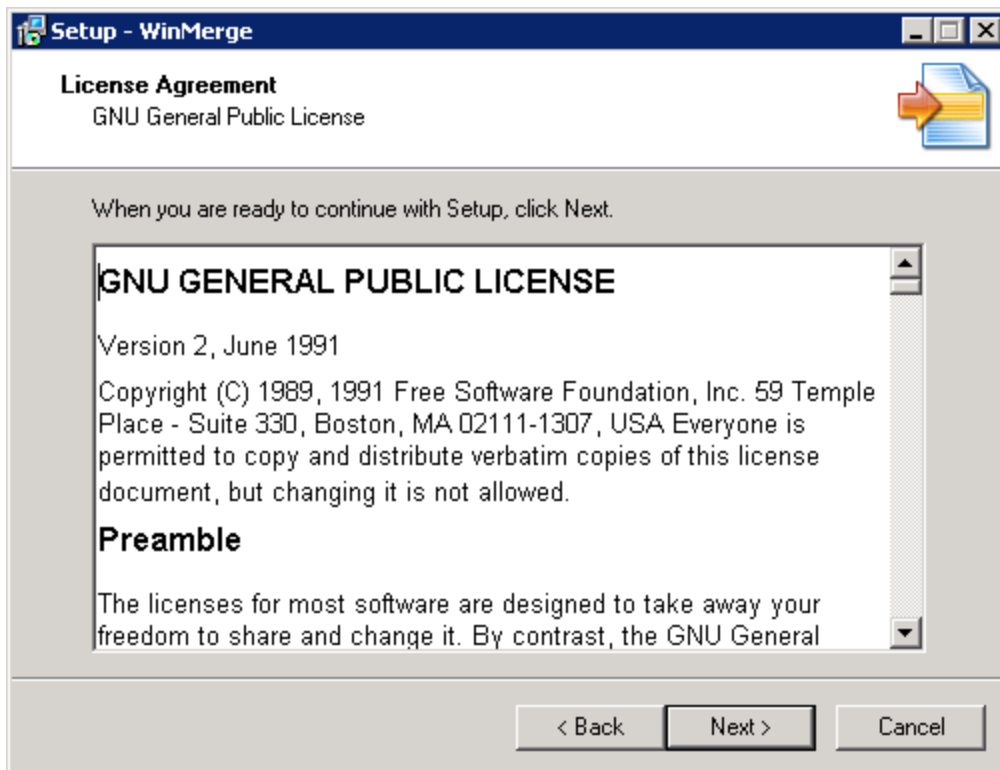 Setup - WinMerge
License Agreement
GNU General Public License
When you are ready to continue with Setup, click Next.
GNU GENERAL PUBLIC LICENSE
Version 2, June 1991
Copyright (C) 1989, 1991 Free Software Foundation, Inc. 59 Temple
Place - Suite 330, Boston, MA 02111-1307, USA Everyone is
permitted to copy and distribute verbatim copies of this license
document, but changing it is not allowed.
Preamble
The licenses for most software are designed to take away your
freedom to share and change it. By contrast, the GNU General
< Back
Next >
Cancel